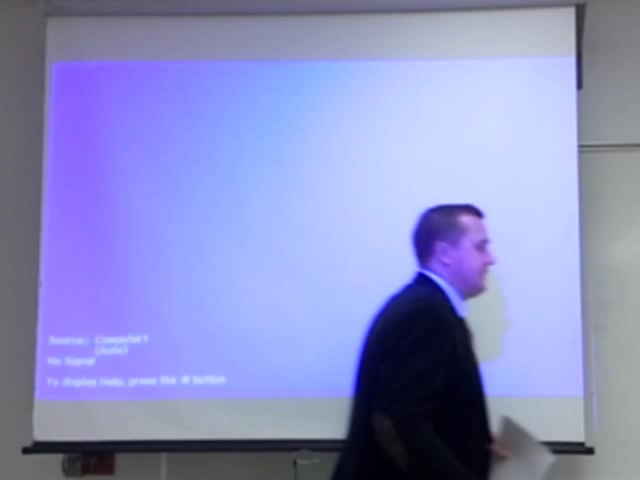 Source: Computer1
(Auto)
No Signal
To display Help, press the # button